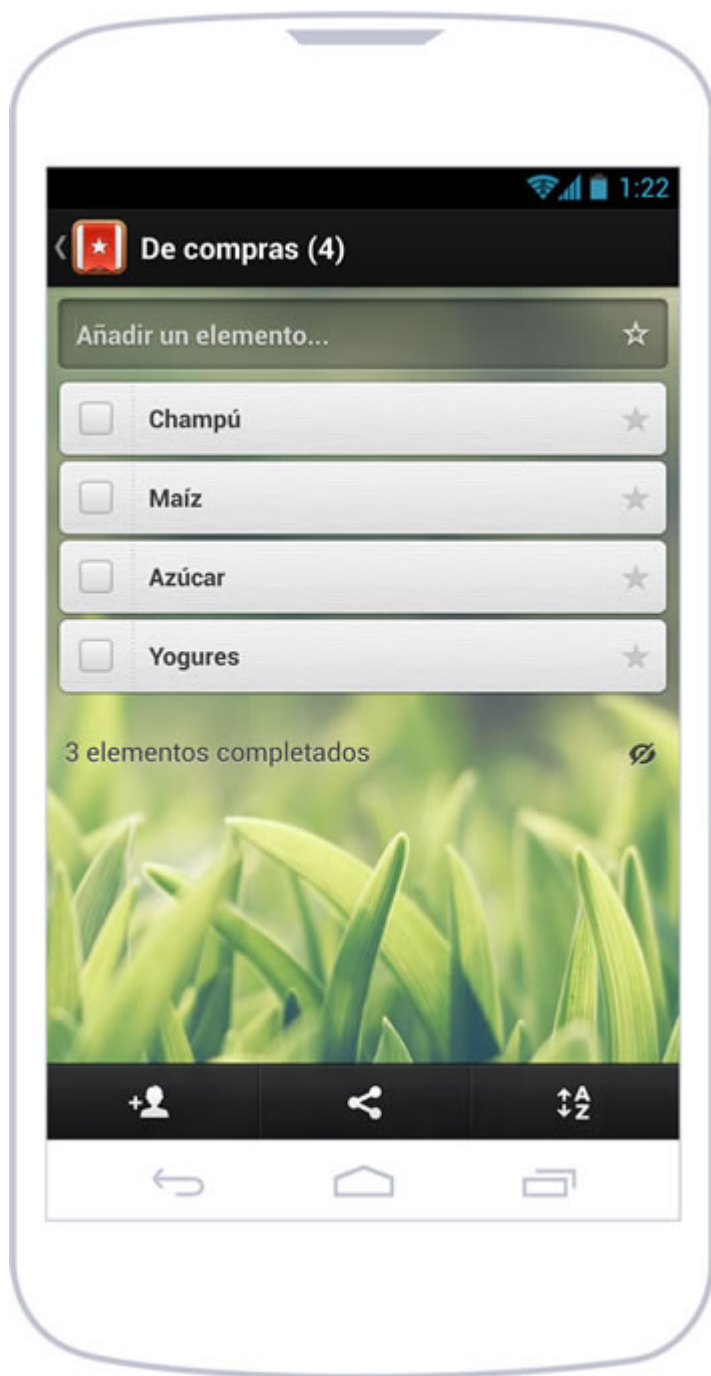 1:22
De compras (4)
Añadir un elemento...
Champú
Maíz
Azúcar
Yogures
3 elementos completados
A
Z